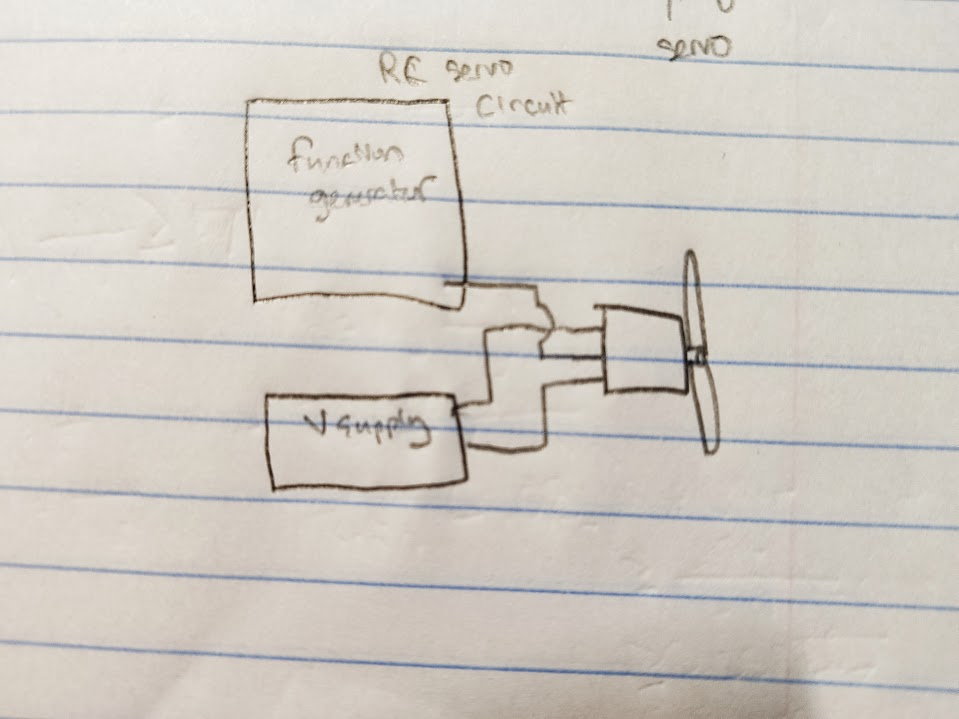 servo
RC servo
Circuit
function
generator
V supply